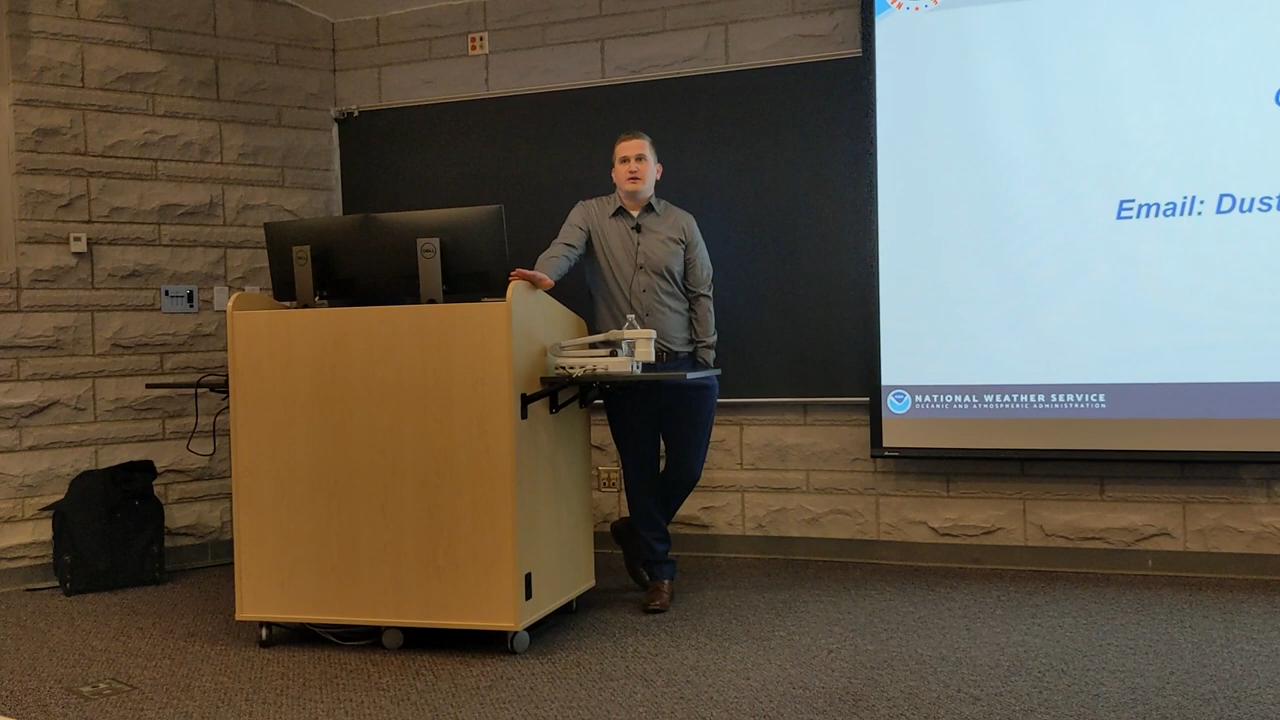 Email: Dust
NATIONAL WEATHER SERVICE
OCEANIC AND ATMOSPHERIC ADMINISTRATION
DELL
DELL